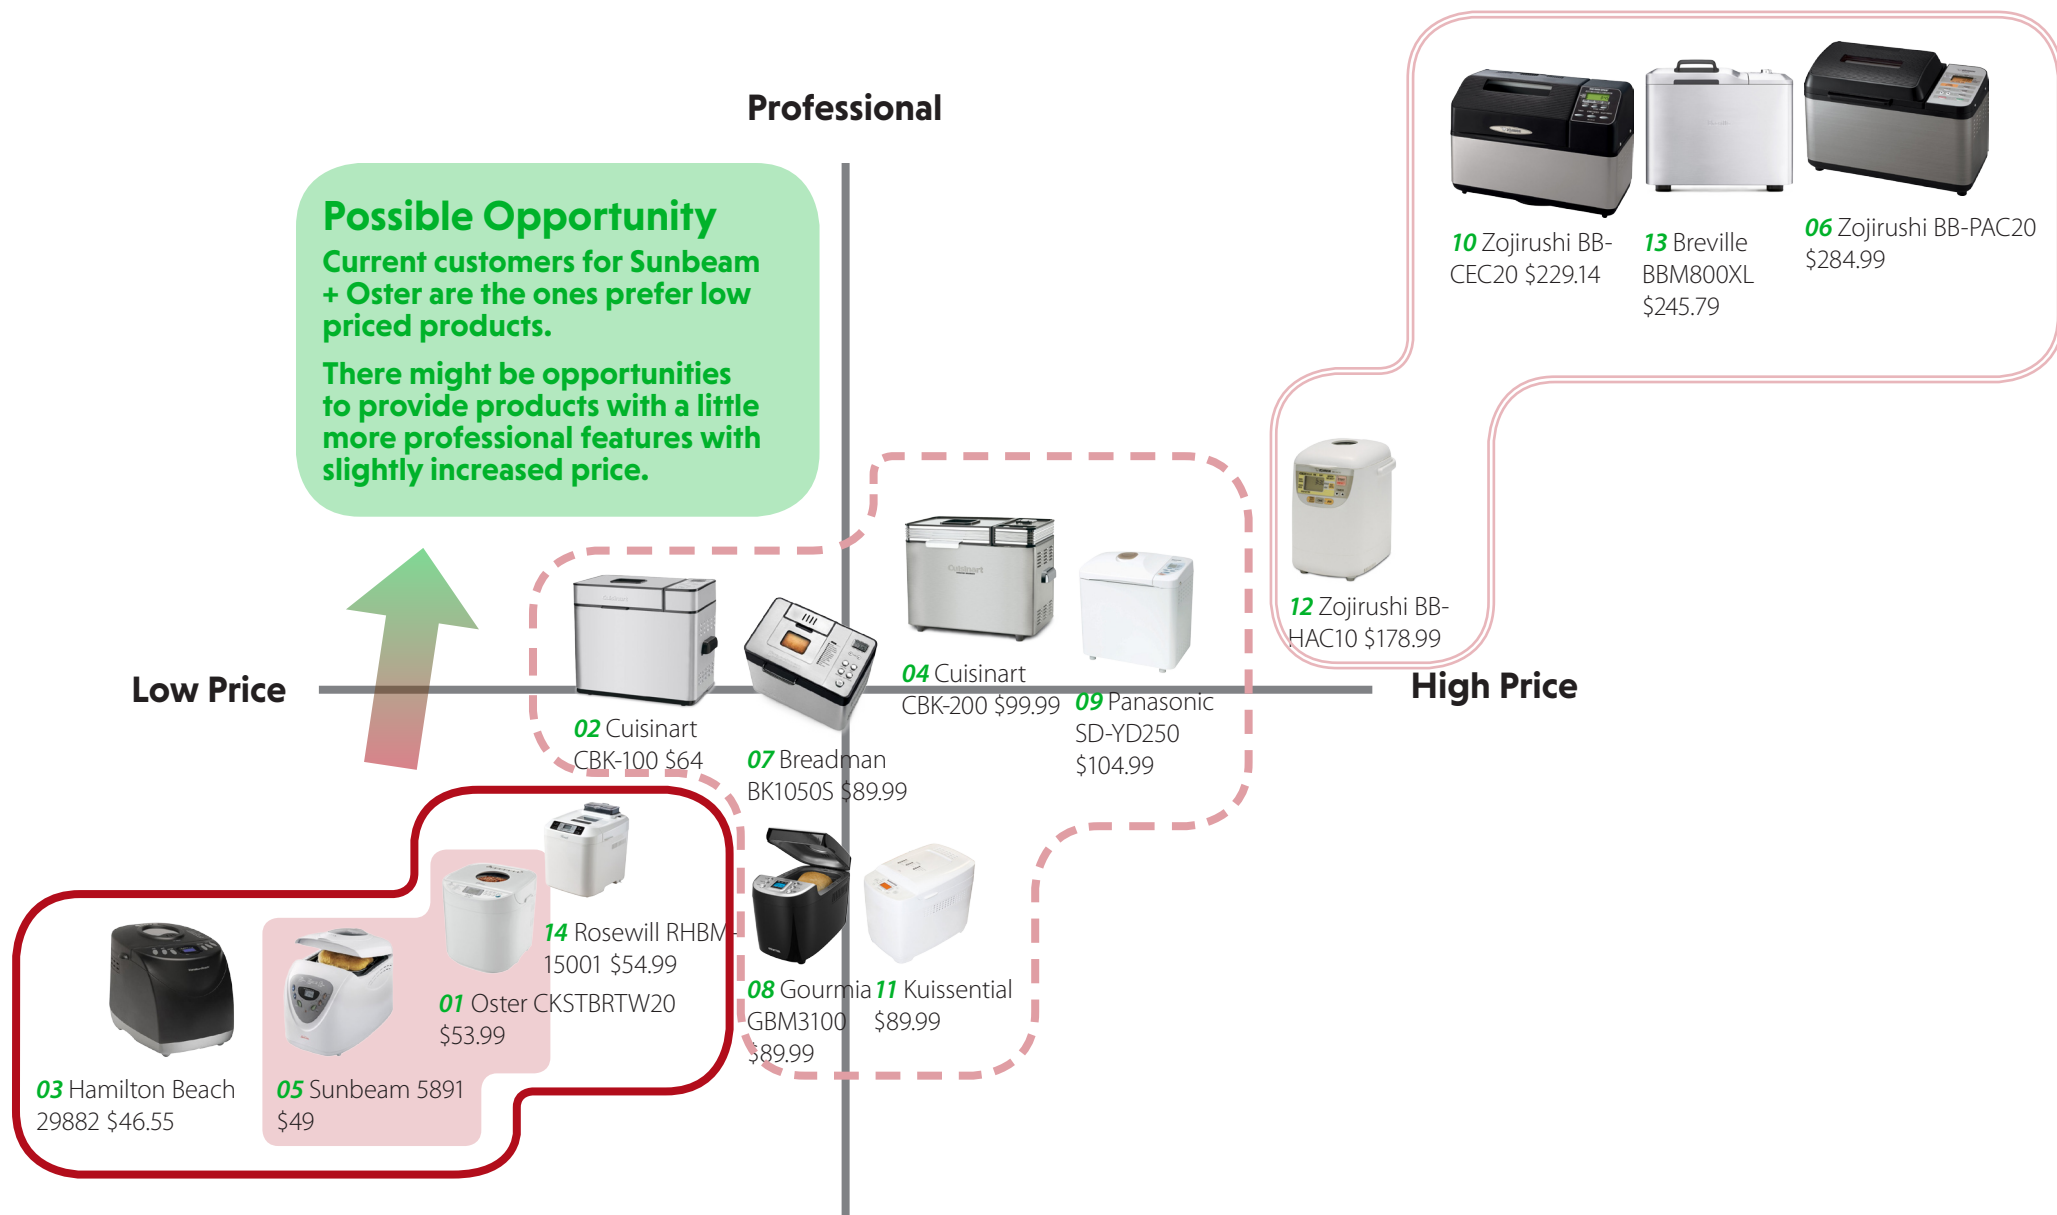 Professional
Possible Opportunity
Current customers for Sunbeam
+ Oster are the ones prefer low
priced products.
There might be opportunities
to provide products with a little
more professional features with
slightly increased price.
10 Zojirushi BB-
CEC20 $229.14
13 Breville
BBM800XL
$245.79
06 Zojirushi BB-PAC20
$284.99
12 Zojirushi BB-
HAC10 $178.99
Low Price
High Price
Cuisinart
04 Cuisinart
CBK-200 $99.99
09 Panasonic
SD-YD250
$104.99
02 Cuisinart
CBK-100 $64
07 Breadman
BK1050S $89.99
14 Rosewill RHBM-
15001 $54.99
01 Oster CKSTBRTW20
$53.99
08 Gourmia
GBM3100
$89.99
11 Kuissential
$89.99
03 Hamilton Beach
29882 $46.55
05 Sunbeam 5891
$49